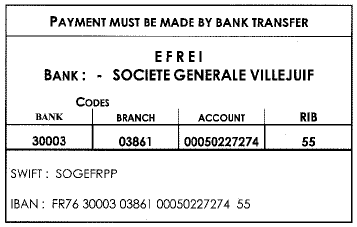 PAYMENT MUST BE MADE BY BANK TRANSFER
EFREI
BANK : - SOCIETE GENERALE VILLEJUIF
CODES
BANK BRANCH ACCOUNT RIB
30003 03861 00050227274 55
SWIFT : SOGEFRPP
IBAN : FR76 30003 03861 00050227274 55